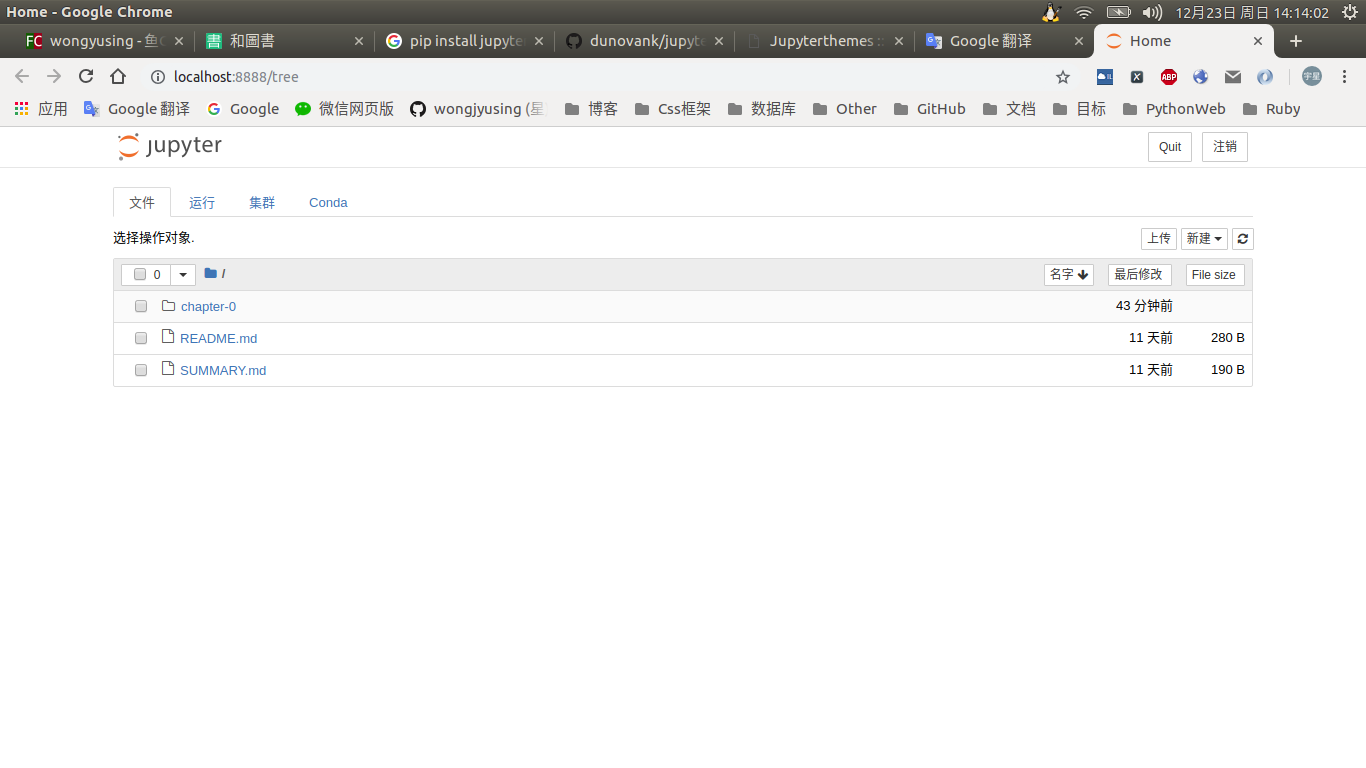 Home - Google Chrome
12月23日 周日 14:14:02
FC wongyusing - 鱼
書 和圖書
pip install jupyte
dunovank/jupyte
Jupyterthemes
Google 翻译
Home
localhost:8888/tree
ABP
宇星
应用
Google 翻译
Google
微信网页版
wongjyusing (星
博客
Css框架
数据库
Other
GitHub
文档
目标
PythonWeb
Ruby
jupyter
Quit
注销
文件
运行
集群
Conda
选择操作对象.
上传
新建
0
/
名字
最后修改
File size
chapter-0
43 分钟前
README.md
11 天前
280 B
SUMMARY.md
11 天前
190 B